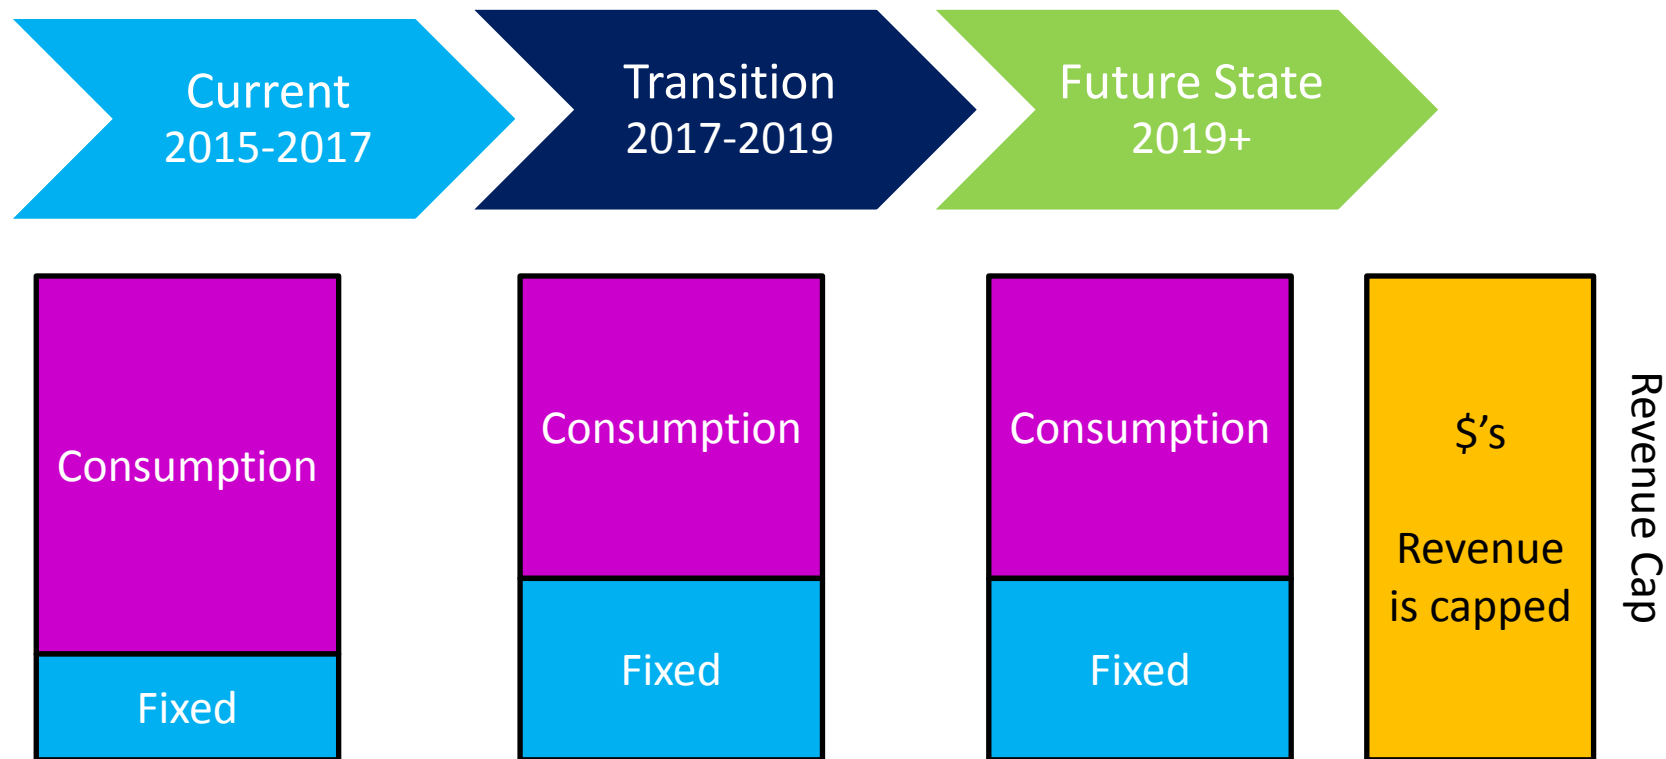 Current
2015-2017
Transition
2017-2019
Future State
2019+
Consumption
Fixed
Consumption
Fixed
Consumption
Fixed
$’s
Revenue
is capped
Revenue Cap